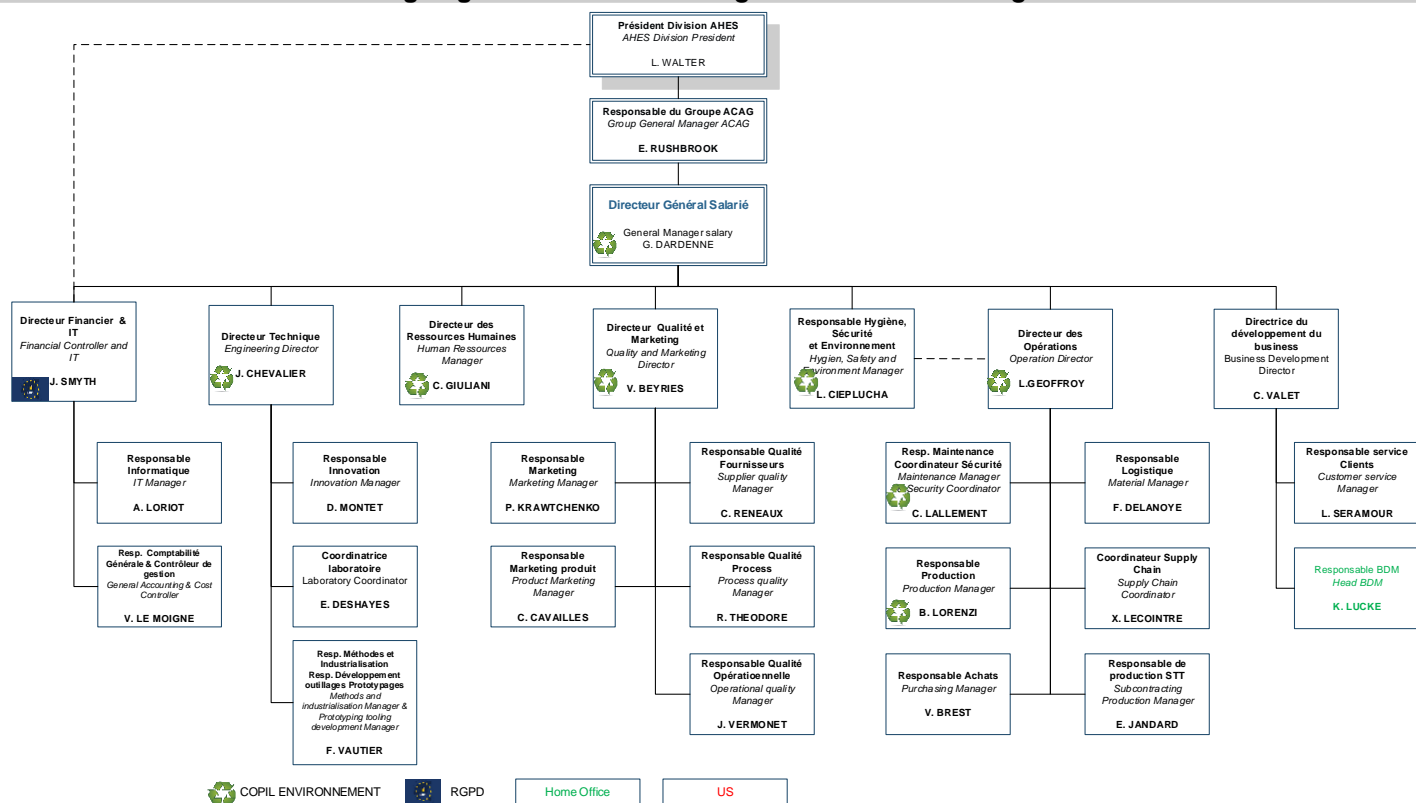 Président Division AHES
AHES Division President
L. WALTER
Responsable du Groupe ACAG
Group General Manager ACAG
E. RUSHBROOK
Directeur Général Salarié
General Manager salary
G. DARDENNE
Directeur Financier &
IT
Financial Controller and
IT
J. SMYTH
Directeur Technique
Engineering Director
J. CHEVALIER
Directeur des
Ressources Humaines
Human Ressources
Manager
C. GIULIANI
Directeur Qualité et
Marketing
Quality and Marketing
Director
V. BEYRIES
Responsable Hygiène,
Sécurité
et Environnement
Hygien, Safety and
Environment Manager
L. CIEPLUCHA
Directeur des
Opérations
Operation Director
L.GEOFFROY
Directrice du
développement du
business
Business Development
Director
C. VALET
Responsable
Informatique
IT Manager
A. LORIOT
Responsable
Innovation
Innovation Manager
D. MONTET
Responsable
Marketing
Marketing Manager
P. KRAWTCHENKO
Responsable Qualité
Fournisseurs
Supplier quality
Manager
C. RENEAUX
Resp. Maintenance
Coordinateur Sécurité
Maintenance Manager
Security Coordinator
C. LALLEMENT
Responsable
Logistique
Material Manager
F. DELANOYE
Responsable service
Clients
Customer service
Manager
L. SERAMOUR
Resp. Comptabilité
Générale & Contrôleur de
gestion
General Accounting & Cost
Controller
V. LE MOIGNE
Coordinatrice
laboratoire
Laboratory Coordinator
E. DESHAYES
Responsable
Marketing produit
Product Marketing
Manager
C. CAVAILLES
Responsable Qualité
Process
Process quality
Manager
R. THEODORE
Responsable
Production
Production Manager
B. LORENZI
Coordinateur Supply
Chain
Supply Chain
Coordinator
X. LECOINTRE
Responsable BDM
Head BDM
K. LUCKE
Resp. Méthodes et
Industrialisation
Resp. Développement
outillages Prototypages
Methods and
industrialisation Manager &
Prototyping tooling
development Manager
F. VAUTIER
Responsable Qualité
Opératioennelle
Operational quality
Manager
J. VERMONET
Responsable Achats
Purchasing Manager
V. BREST
Responsable de
production STT
Subcontracting
Production Manager
E. JANDARD
COPIL ENVIRONNEMENT
RGPD
Home Office
US